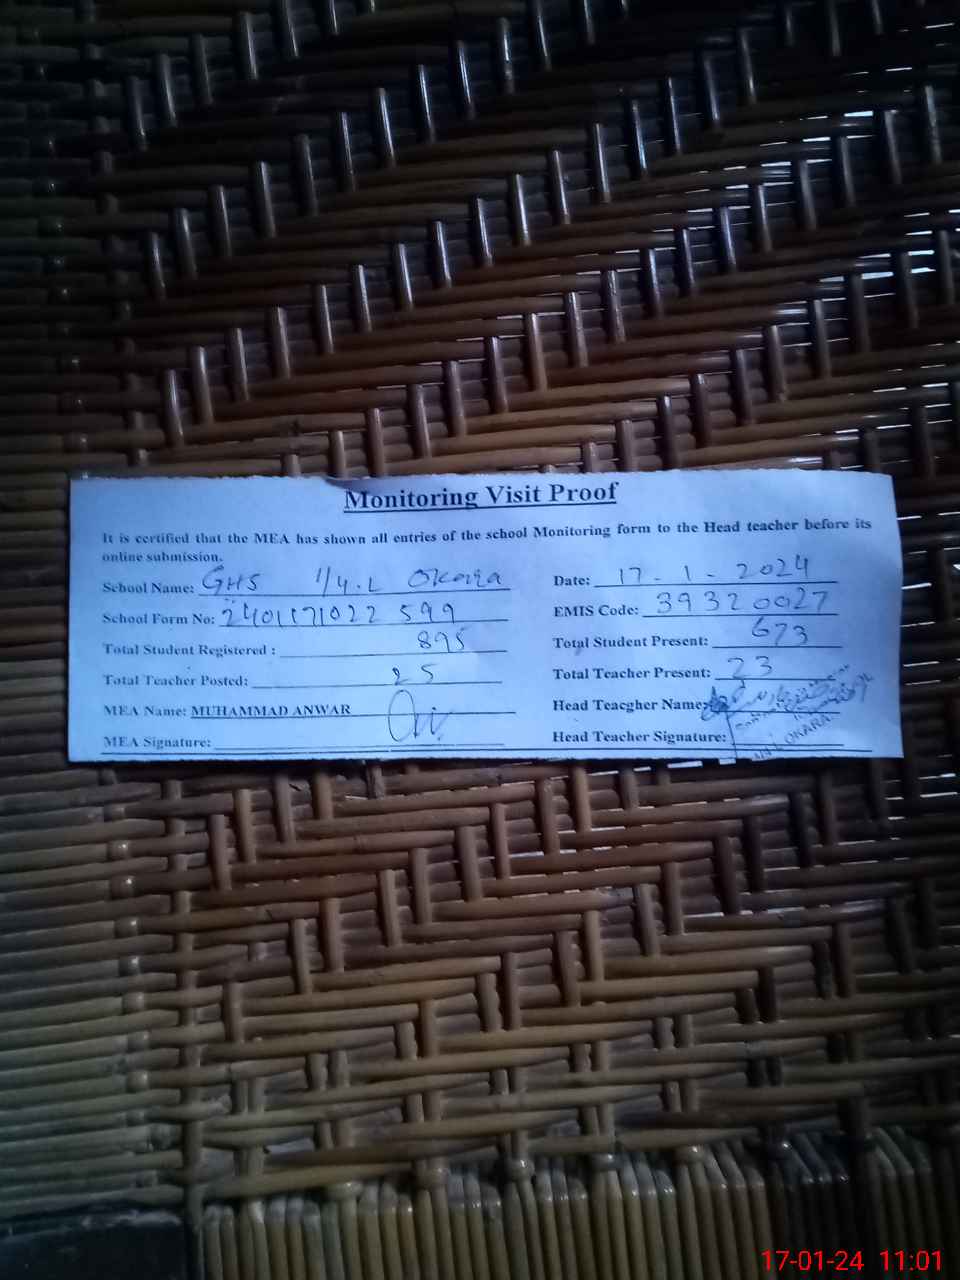 Monitoring Visit Proof
It is certified that the MEA has shown all entries of the school Monitoring form to the Head teacher before its
online submission.
School Name: GHS 1/4.L Okara
Date: 17-1-2024
School Form No: 2401171022599
EMIS Code: 39320027
Total Student Registered : 895
Total Student Present: 673
Total Teacher Posted: 25
Total Teacher Present: 23
MEA Name: MUHAMMAD ANWAR
Head Teacgher Name:
MEA Signature:
Head Teacher Signature:
OKARA
17-01-24 11:01